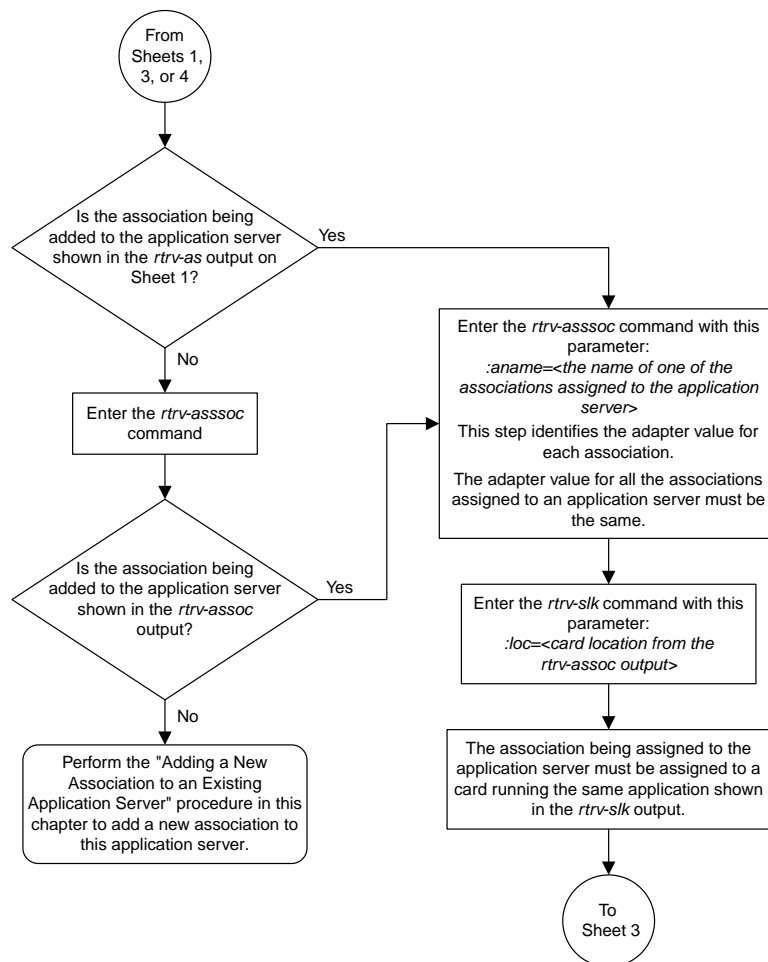 From
Sheets 1,
3, or 4
Is the association being
added to the application server
shown in the rtrv-as output on
Sheet 1?
Yes
No
Enter the rtrv-asssoc
command
Is the association being
added to the application server
shown in the rtrv-assoc
output?
Yes
No
Perform the "Adding a New
Association to an Existing
Application Server" procedure in this
chapter to add a new association to
this application server.
Enter the rtrv-asssoc command with this
parameter:
:aname=<the name of one of the
associations assigned to the application
server>
This step identifies the adapter value for
each association.
The adapter value for all the associations
assigned to an application server must be
the same.
Enter the rtrv-slk command with this
parameter:
:loc=<card location from the
rtrv-assoc output>
The association being assigned to the
application server must be assigned to a
card running the same application shown
in the rtrv-slk output.
To
Sheet 3